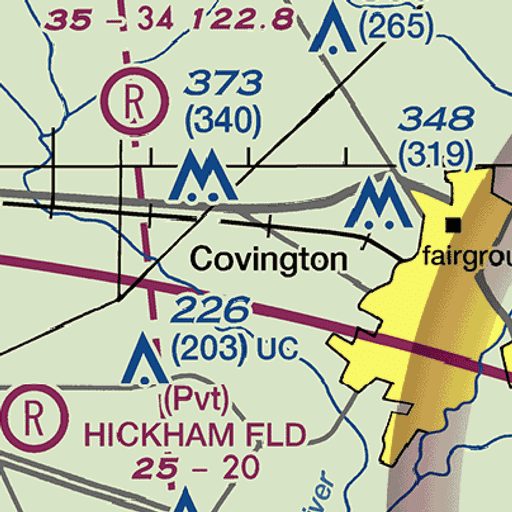 35 - 34 122.8
(265)
R
373
(340)
348
(319)
Covington
fairgrou
226
(203) UC
R
(Pvt)
HICKHAM FLD
25 - 20
iver